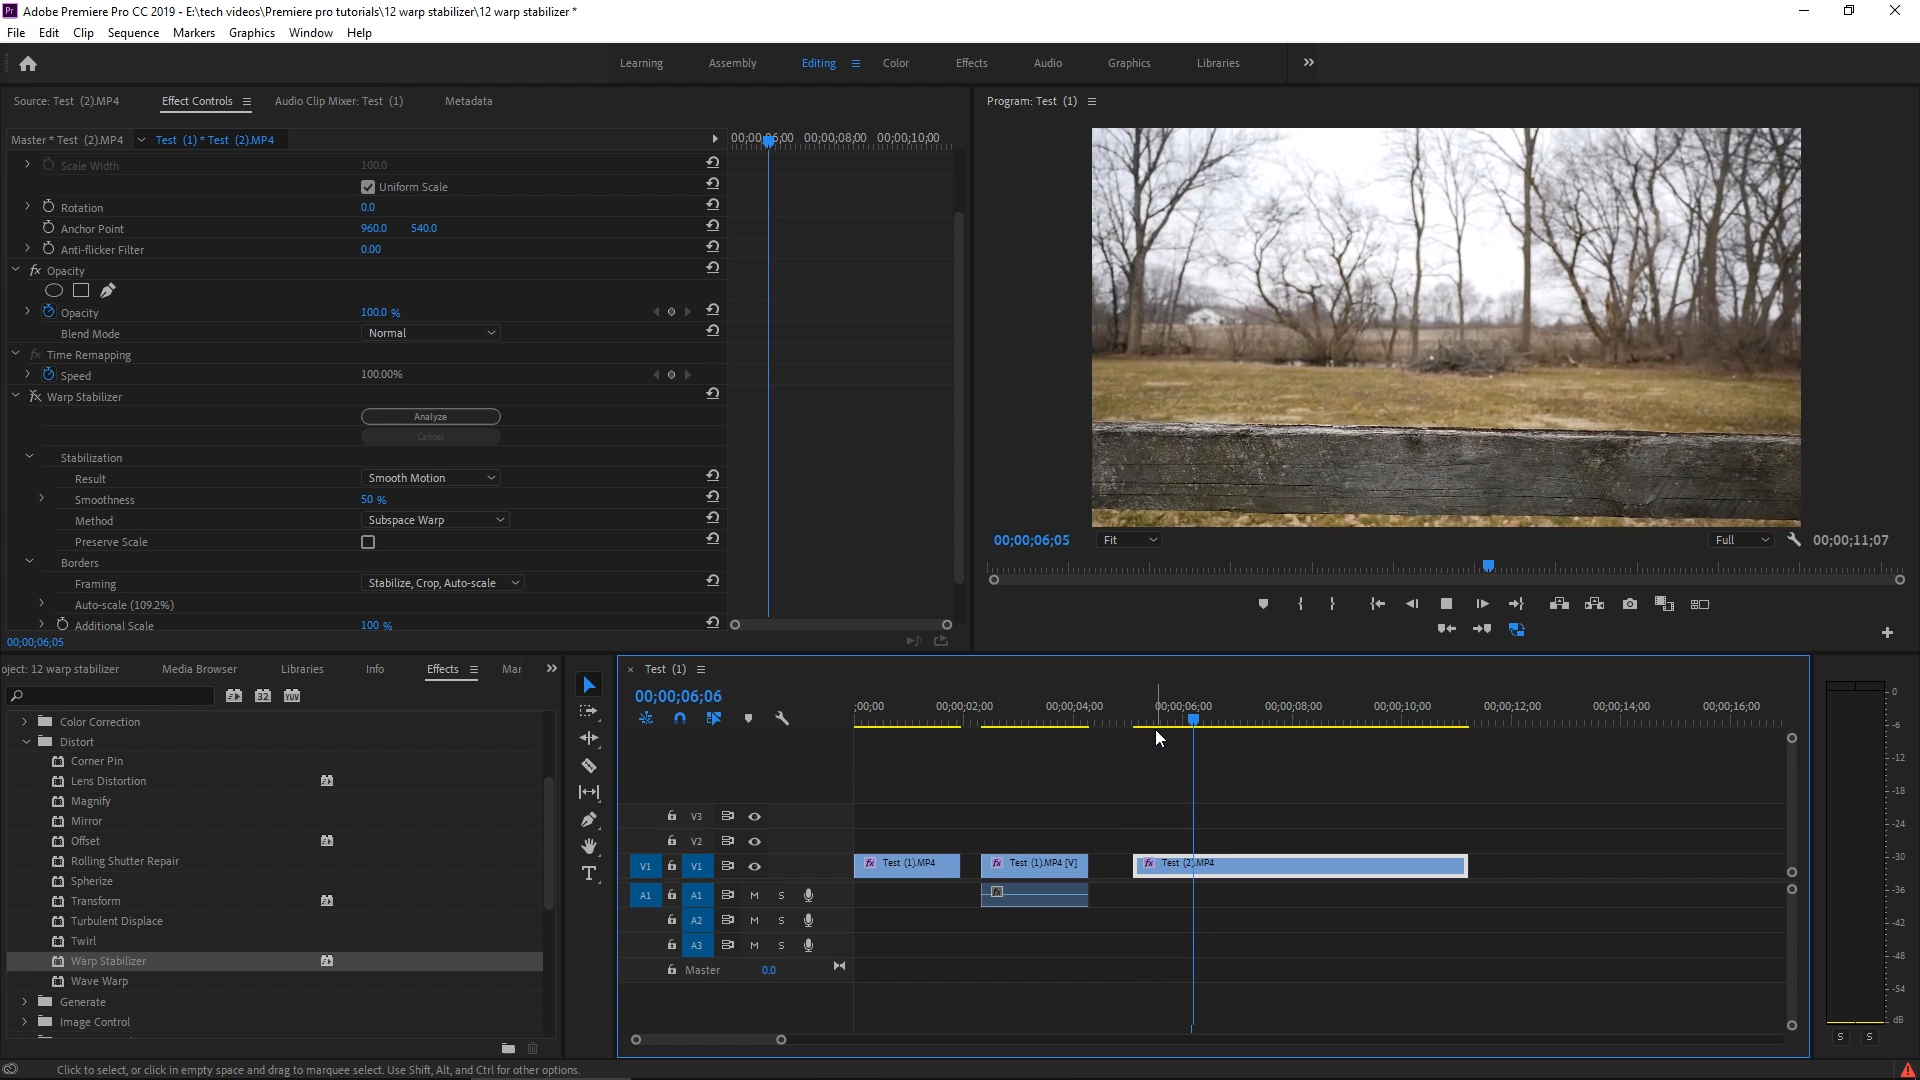 Pr Adobe Premiere Pro CC 2019 - E:\tech videos\Premiere pro tutorials\12 warp stabilizer\12 warp stabilizer *
File Edit Clip Sequence Markers Graphics Window Help
Learning Assembly Editing Color Effects Audio Graphics Libraries
Source: Test (2).MP4 Effect Controls Audio Clip Mixer: Test (1) Metadata
Master * Test (2).MP4 Test (1) * Test (2).MP4
00;00;06;00 00;00;08;00 00;00;10;00
Scale Width 100.0
Uniform Scale
Rotation 0.0
Anchor Point 960.0 540.0
Anti-flicker Filter 0.00
fx Opacity
Opacity 100.0 %
Blend Mode Normal
fx Time Remapping
Speed 100.00%
fx Warp Stabilizer
Analyze
Cancel
Stabilization
Result Smooth Motion
Smoothness 50 %
Method Subspace Warp
Preserve Scale
Borders
Framing Stabilize, Crop, Auto-scale
Auto-scale (109.2%)
Additional Scale 100 %
00;00;06;05
Program: Test (1)
00;00;06;05 Fit Full 00;00;11;07
oject: 12 warp stabilizer Media Browser Libraries Info Effects Mar
32 YUV
Color Correction
Distort
Corner Pin
Lens Distortion
Magnify
Mirror
Offset
Rolling Shutter Repair
Spherize
Transform
Turbulent Displace
Twirl
Warp Stabilizer
Wave Warp
Generate
Image Control
× Test (1)
00;00;06;06
;00;00 00;00;02;00 00;00;04;00 00;00;06;00 00;00;08;00 00;00;10;00 00;00;12;00 00;00;14;00 00;00;16;00
V3
V2
V1 V1 fx Test (1).MP4 fx Test (1).MP4 [V] fx Test (2).MP4
A1 A1 M S fx
A2 M S
A3 M S
Master 0.0
0
-6
-12
-18
-24
-30
-36
-42
-48
-54
dB
S S
Click to select, or click in empty space and drag to marquee select. Use Shift, Alt, and Ctrl for other options.